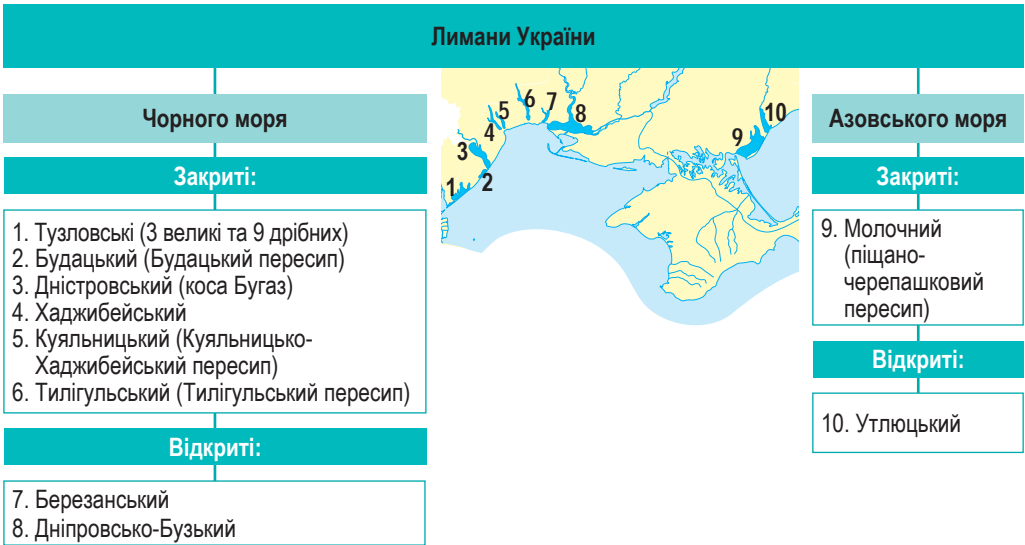 Лимани України
Чорного моря
Закриті:
1. Тузловські (3 великі та 9 дрібних)
2. Будацький (Будацький пересип)
3. Дністровський (коса Бугаз)
4. Хаджибейський
5. Куяльницький (Куяльницько-
Хаджибейський пересип)
6. Тилігульський (Тилігульський пересип)
Відкриті:
7. Березанський
8. Дніпровсько-Бузький
1
2
3
4
5
6
7
8
9
10
Азовського моря
Закриті:
9. Молочний
(піщано-
черепашковий
пересип)
Відкриті:
10. Утлюцький